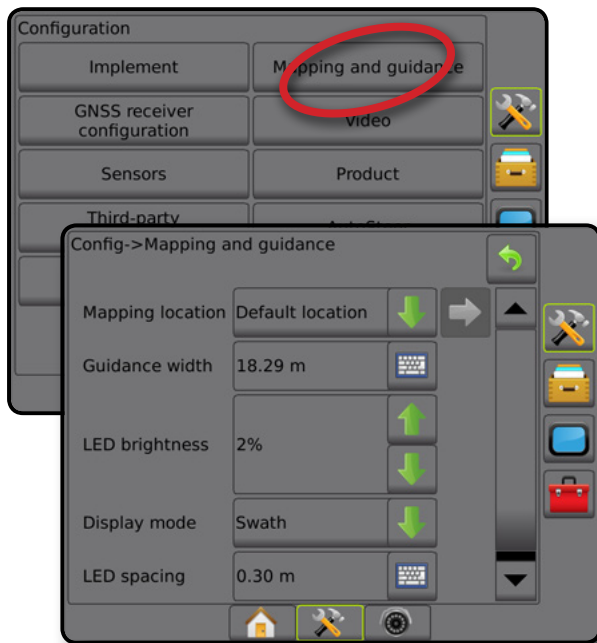 Configuration
Implement
Mapping and guidance
GNSS receiver
configuration
Video
Sensors
Product
Third-party
Config->Mapping and guidance
Mapping location
Default location
Guidance width
18.29 m
LED brightness
2%
Display mode
Swath
LED spacing
0.30 m